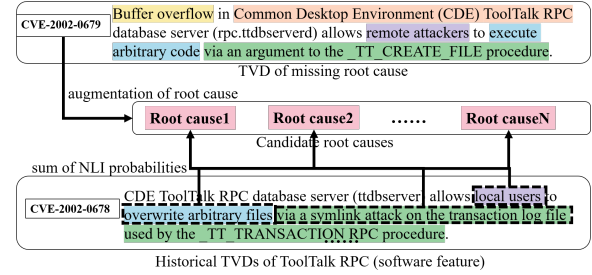 CVE-2002-0679
Buffer overflow in Common Desktop Environment (CDE) ToolTalk RPC
database server (rpc.ttdbserverd) allows remote attackers to execute
arbitrary code via an argument to the _TT_CREATE_FILE procedure.
TVD of missing root cause
augmentation of root cause
Root cause1 Root cause2 ...... Root causeN
Candidate root causes
sum of NLI probabilities
CVE-2002-0678
CDE ToolTalk RPC database server (ttdbserver) allows local users to
overwrite arbitrary files via a symlink attack on the transaction log file
used by the _TT_TRANSACTION RPC procedure.
......
Historical TVDs of ToolTalk RPC (software feature)